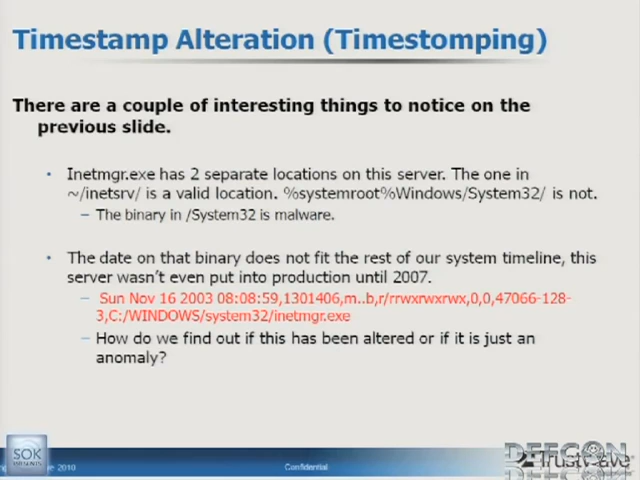 Timestamp Alteration (Timestomping)
There are a couple of interesting things to notice on the
previous slide.
• Inetmgr.exe has 2 separate locations on this server. The one in
~/inetsrv/ is a valid location. %systemroot%Windows/System32/ is not.
– The binary in /System32 is malware.
• The date on that binary does not fit the rest of our system timeline, this
server wasn't even put into production until 2007.
– Sun Nov 16 2003 08:08:59,1301406,m..b,r/rrwxrwxrwx,0,0,47066-128-
3,C:/WINDOWS/system32/inetmgr.exe
– How do we find out if this has been altered or if it is just an
anomaly?
SOK
2010
Confidential
DEFCON
Trustwave